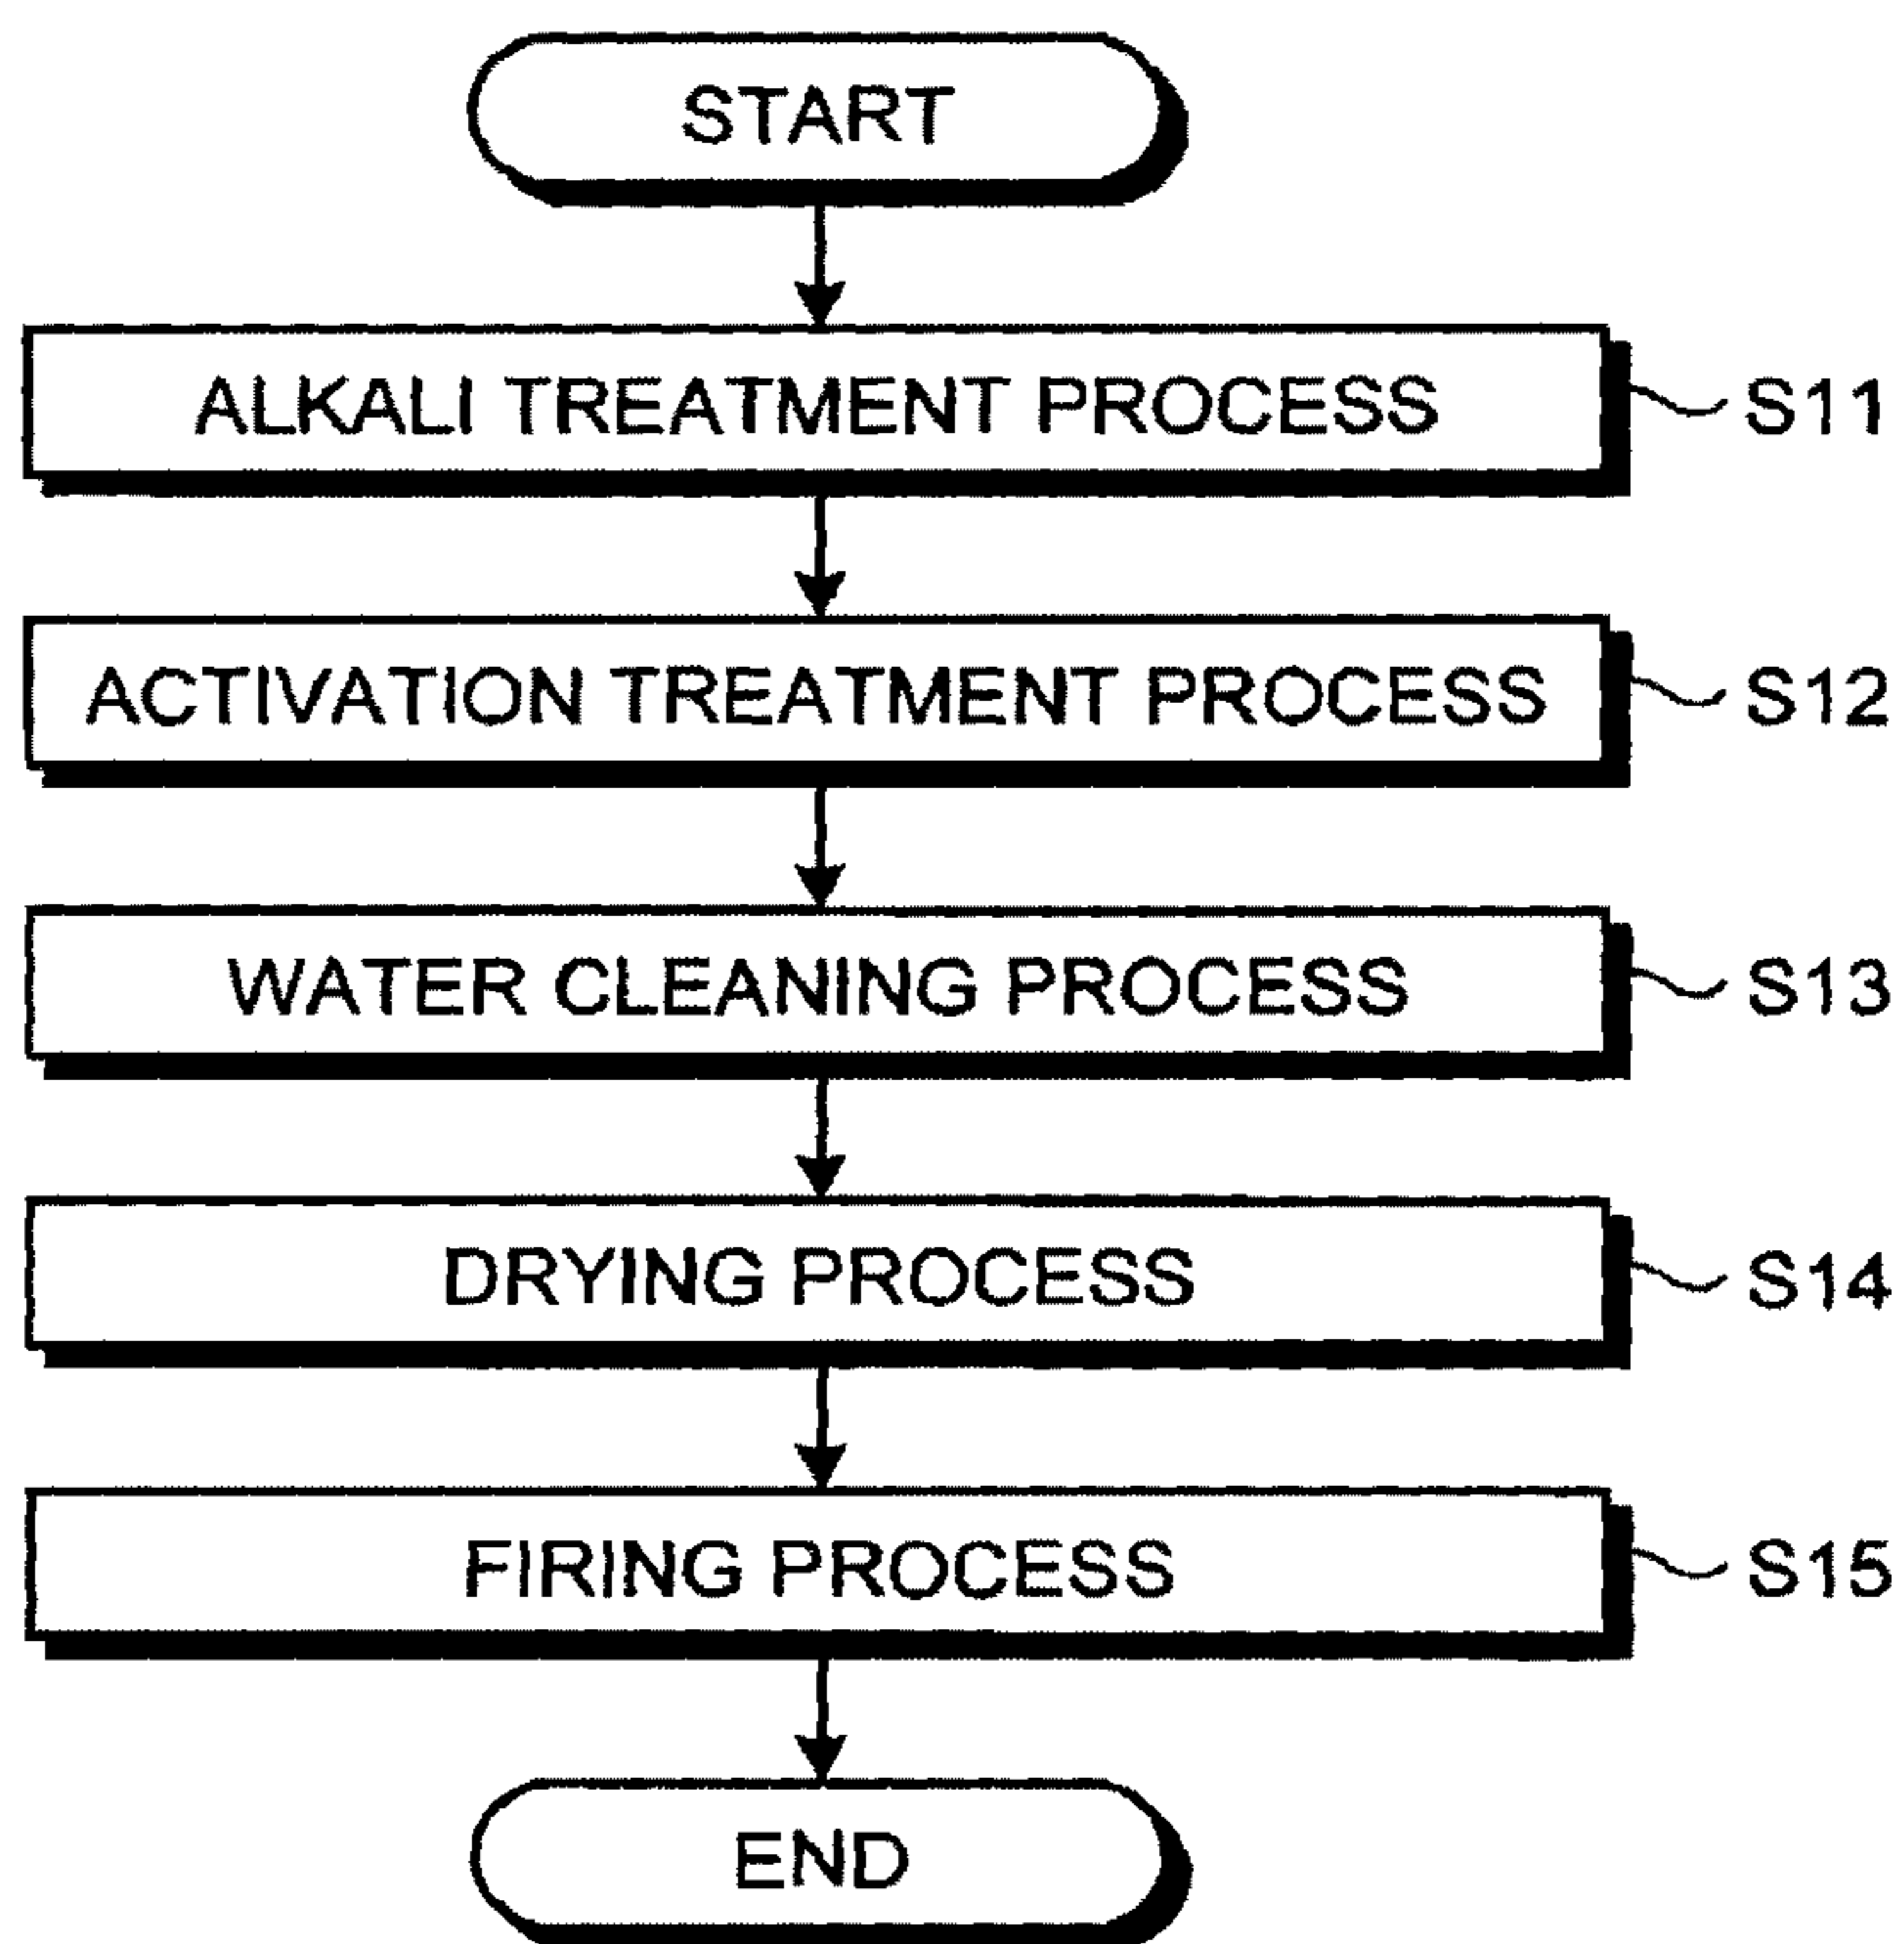 START
ALKALI TREATMENT PROCESS S11
ACTIVATION TREATMENT PROCESS S12
WATER CLEANING PROCESS S13
DRYING PROCESS S14
FIRING PROCESS S15
END